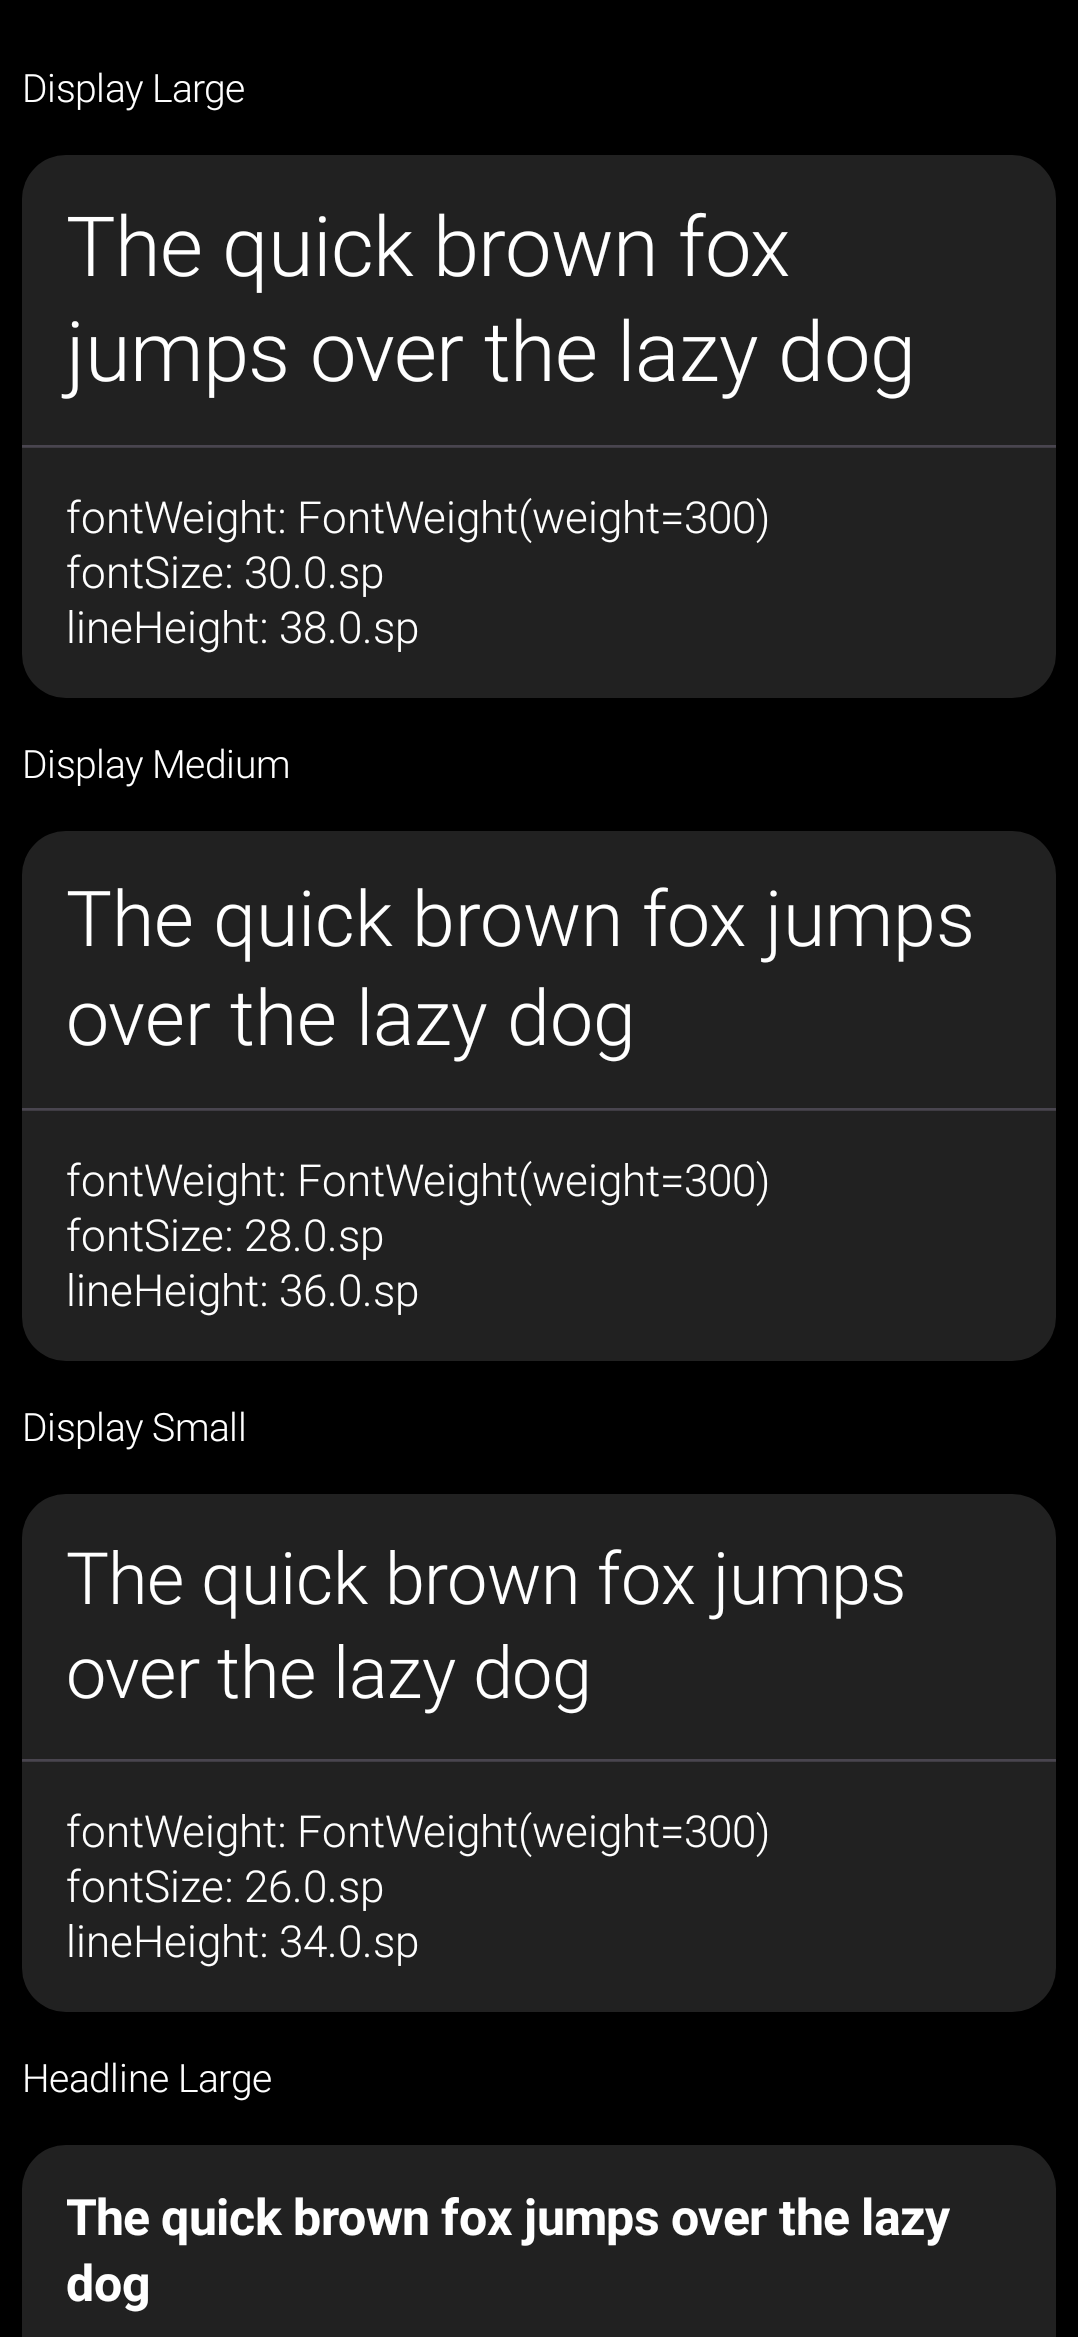 Display Large
The quick brown fox
jumps over the lazy dog
fontWeight: FontWeight(weight=300)
fontSize: 30.0.sp
lineHeight: 38.0.sp
Display Medium
The quick brown fox jumps
over the lazy dog
fontWeight: FontWeight(weight=300)
fontSize: 28.0.sp
lineHeight: 36.0.sp
Display Small
The quick brown fox jumps
over the lazy dog
fontWeight: FontWeight(weight=300)
fontSize: 26.0.sp
lineHeight: 34.0.sp
Headline Large
The quick brown fox jumps over the lazy
dog